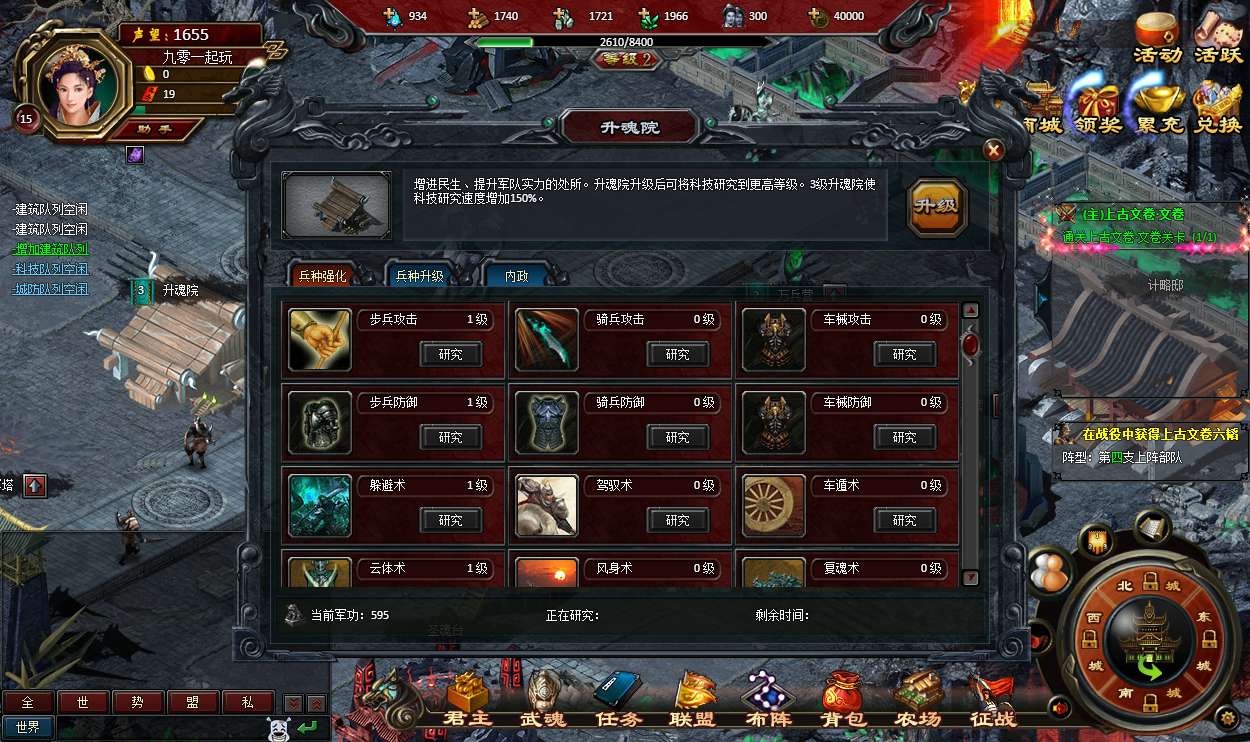 934 1740 1721 1966 300 40000
2610/8400
等级 2
声望：1655
九零一起玩
0
19
15
助手
活动 活跃
商城 领奖 累充 兑换
升魂院
增进民生、提升军队实力的处所。升魂院升级后可将科技研究到更高等级。3级升魂院使
科技研究速度增加150%。
升级
-建筑队列空闲
-建筑队列空闲
-增加建筑队列
-科技队列空闲
-城防队列空闲
3 升魂院
(主)上古文卷·文卷
通关上古文卷·文卷关卡 (1/1)
计略邸
兵种强化 兵种升级 内政
步兵攻击 1级
研究
骑兵攻击 0级
研究
车械攻击 0级
研究
步兵防御 1级
研究
骑兵防御 0级
研究
车械防御 0级
研究
躲避术 1级
研究
驾驭术 0级
研究
车遁术 0级
研究
云体术 1级
风身术 0级
复魂术 0级
当前军功：595 正在研究： 剩余时间：
在战役中获得上古文卷六韬
阵型：第四支上阵部队
塔
北城
西城
东城
南城
全 世 势 盟 私
世界
君主 武魂 任务 联盟 布阵 背包 农场 征战